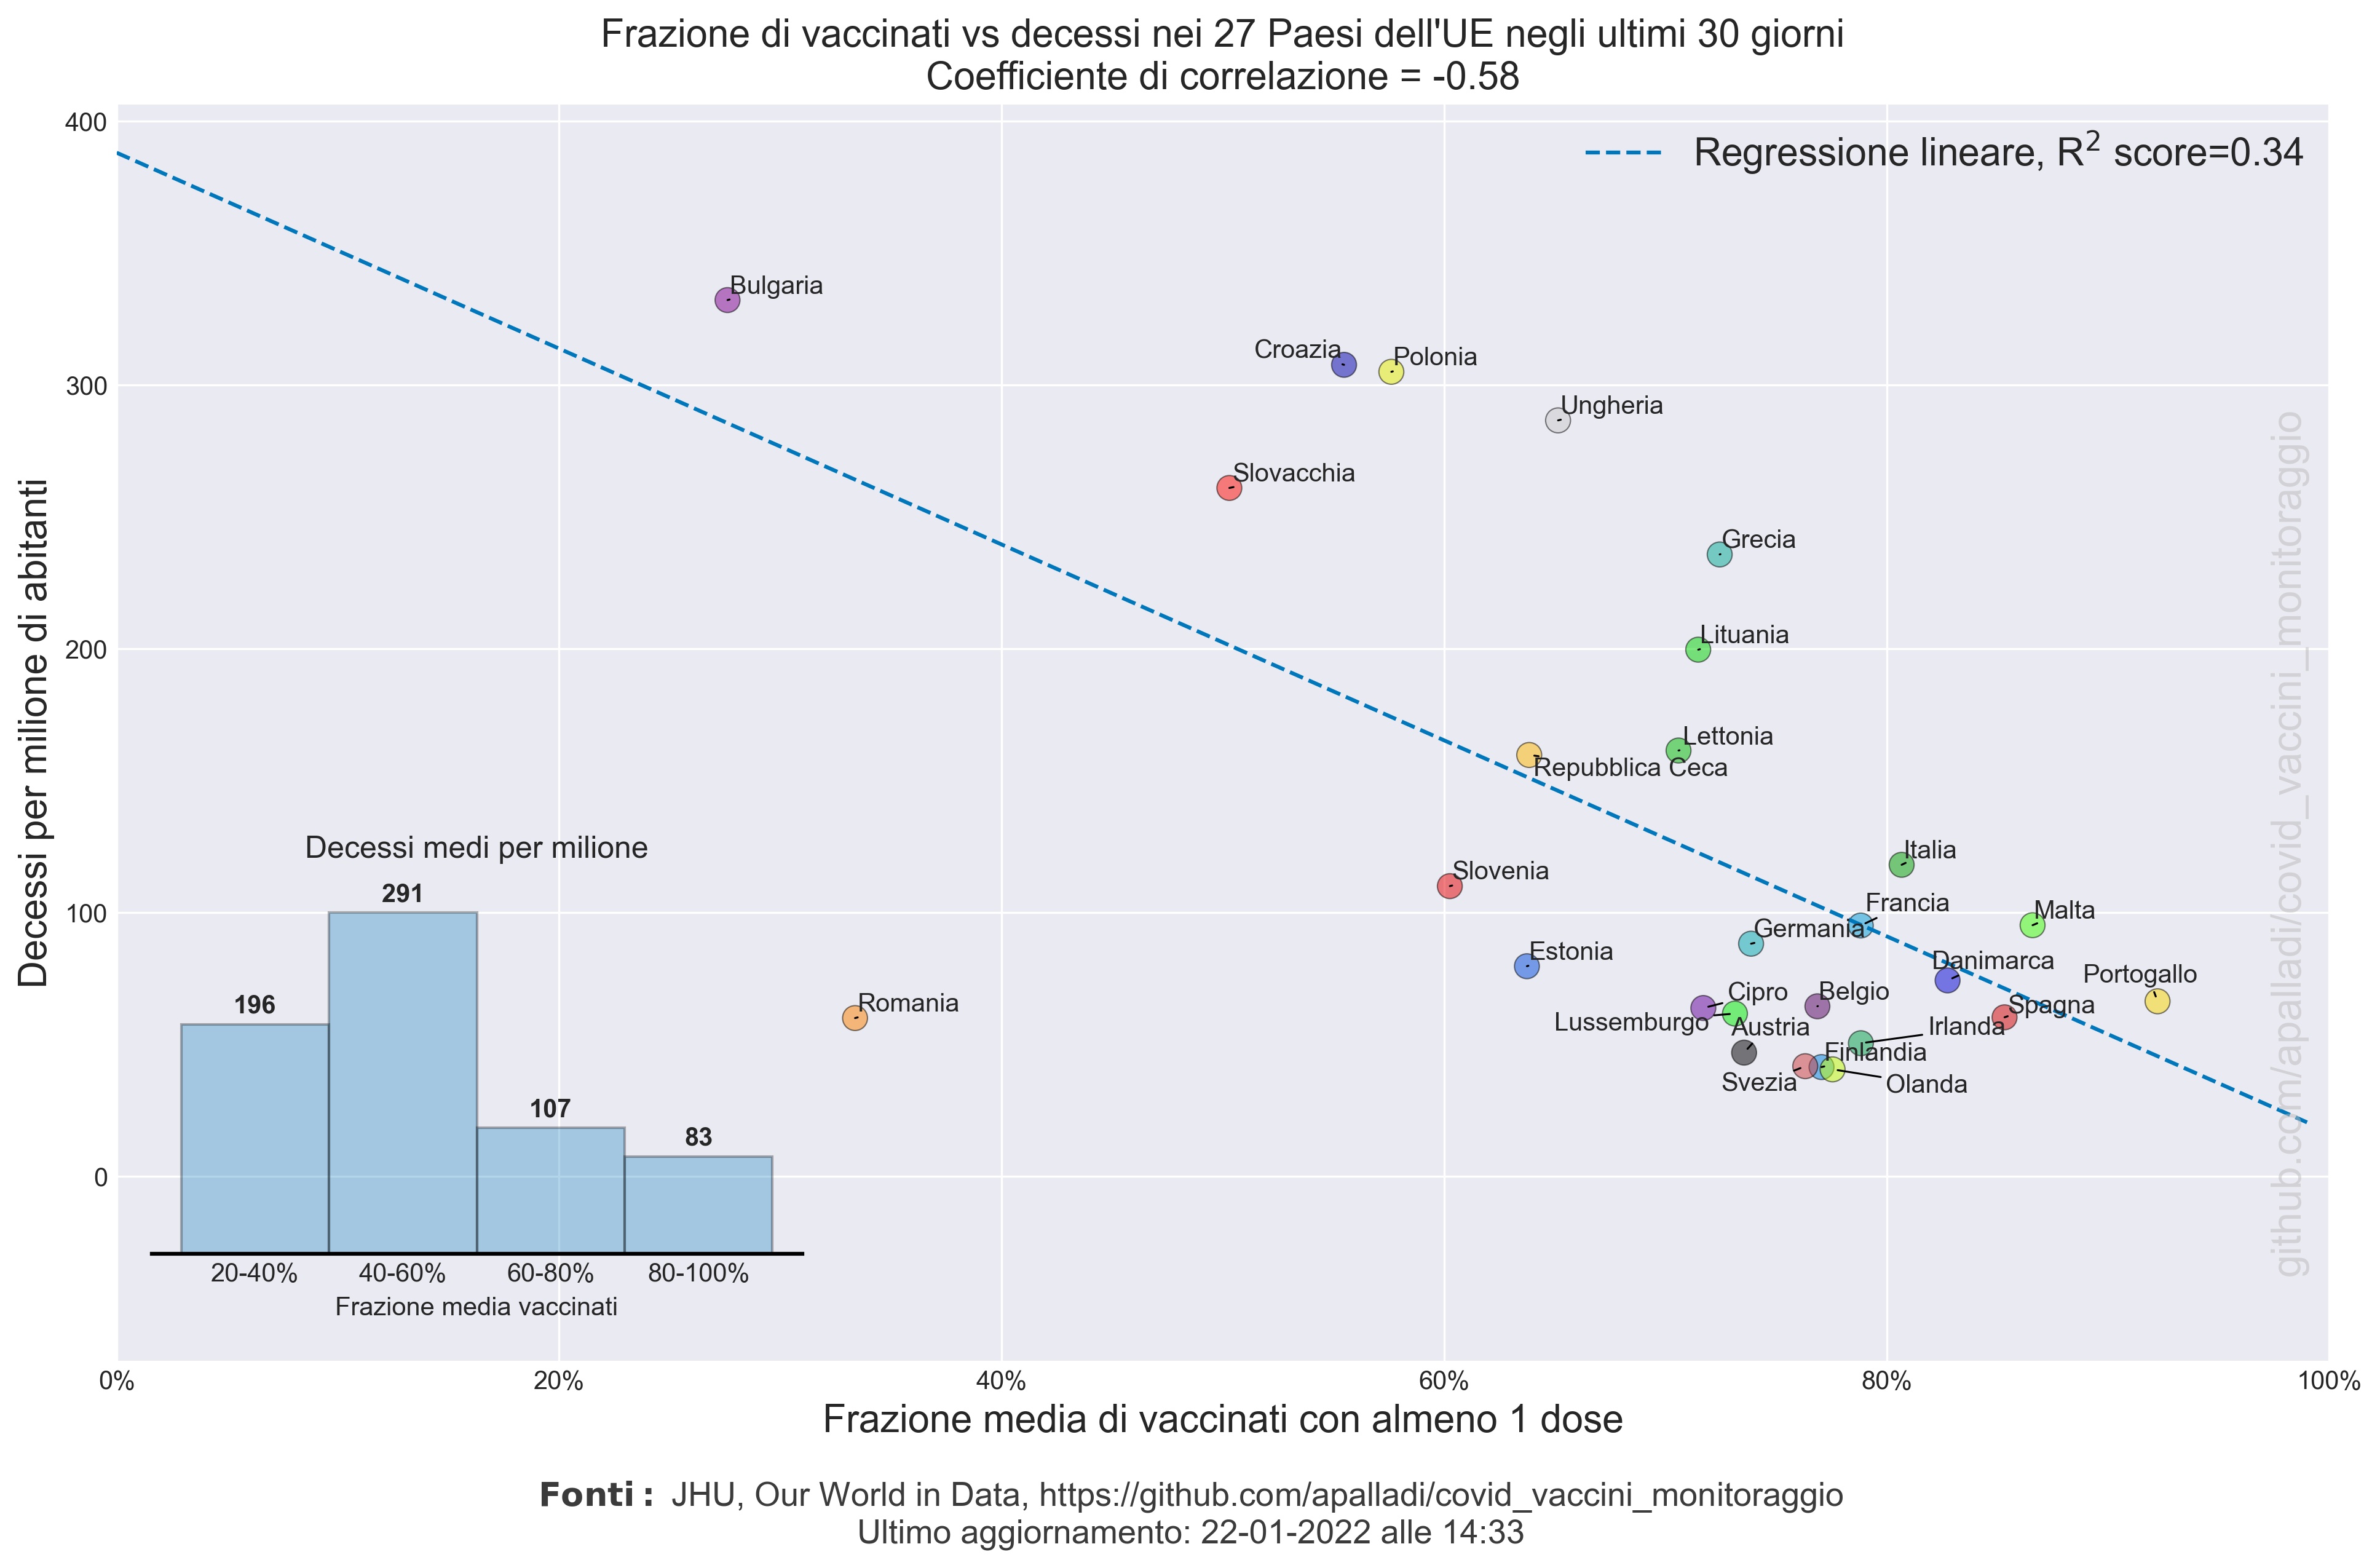 Frazione di vaccinati vs decessi nei 27 Paesi dell'UE negli ultimi 30 giorni
Coefficiente di correlazione = -0.58
Regressione lineare, R² score=0.34
Decessi per milione di abitanti
400
300
200
100
0
Bulgaria
Croazia
Polonia
Ungheria
Slovacchia
Grecia
Lituania
Lettonia
Repubblica Ceca
Italia
Slovenia
Francia
Malta
Germania
Estonia
Danimarca
Portogallo
Romania
Cipro
Belgio
Spagna
Lussemburgo
Austria
Irlanda
Finlandia
Svezia
Olanda
Decessi medi per milione
196
291
107
83
20-40%
40-60%
60-80%
80-100%
Frazione media vaccinati
github.com/apalladi/covid_vaccini_monitoraggio
0%
20%
40%
60%
80%
100%
Frazione media di vaccinati con almeno 1 dose
Fonti : JHU, Our World in Data, https://github.com/apalladi/covid_vaccini_monitoraggio
Ultimo aggiornamento: 22-01-2022 alle 14:33